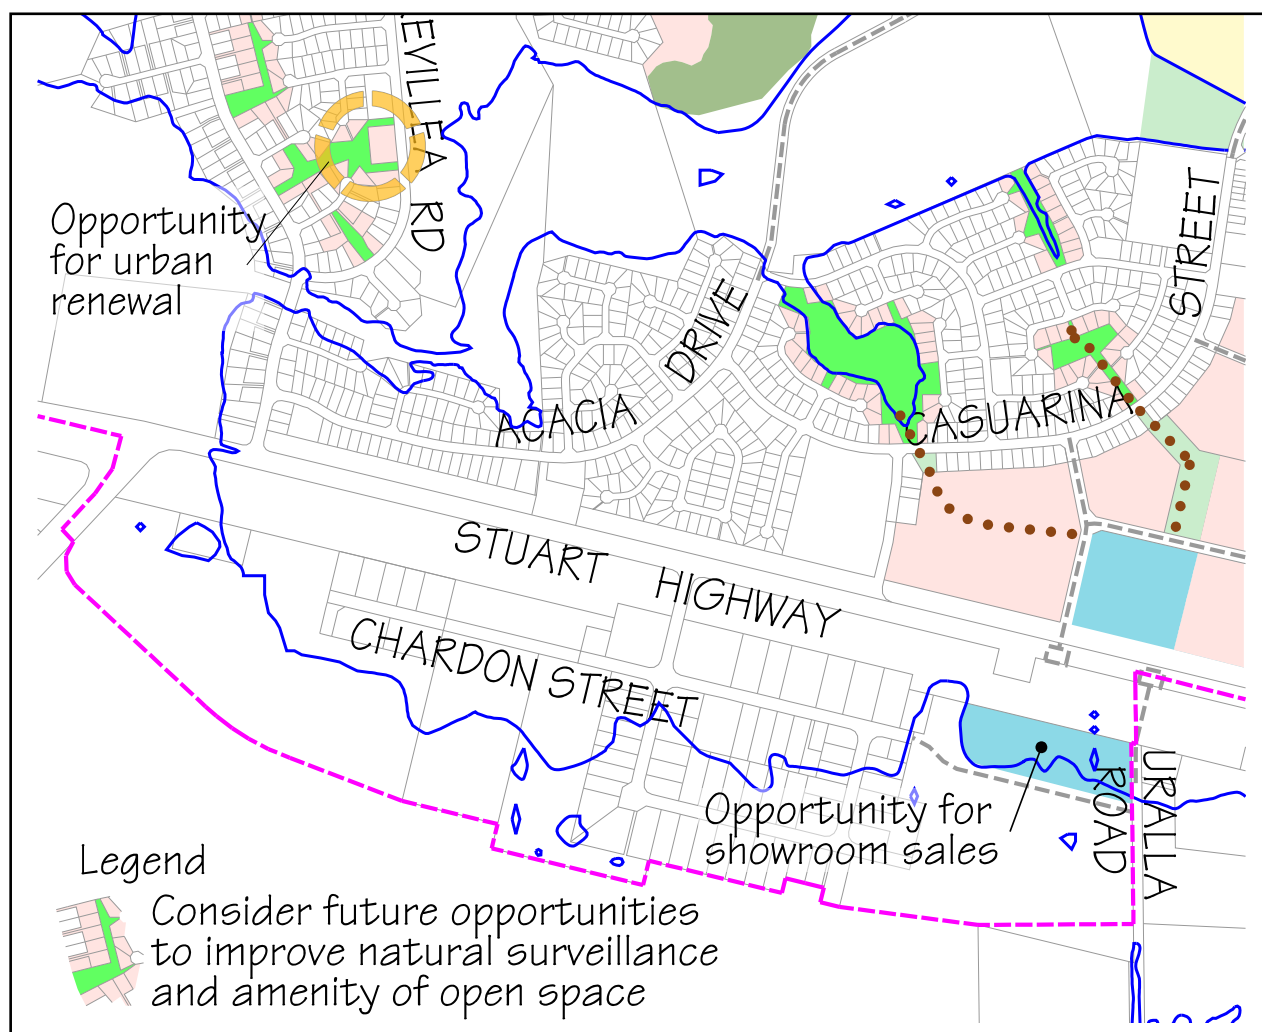 EVILLEA RD
Opportunity
for urban
renewal
STREET
DRIVE
ACACIA
CASUARINA
STUART HIGHWAY
CHARDON STREET
Opportunity for
showroom sales
URALLA
ROAD
Legend
Consider future opportunities
to improve natural surveillance
and amenity of open space